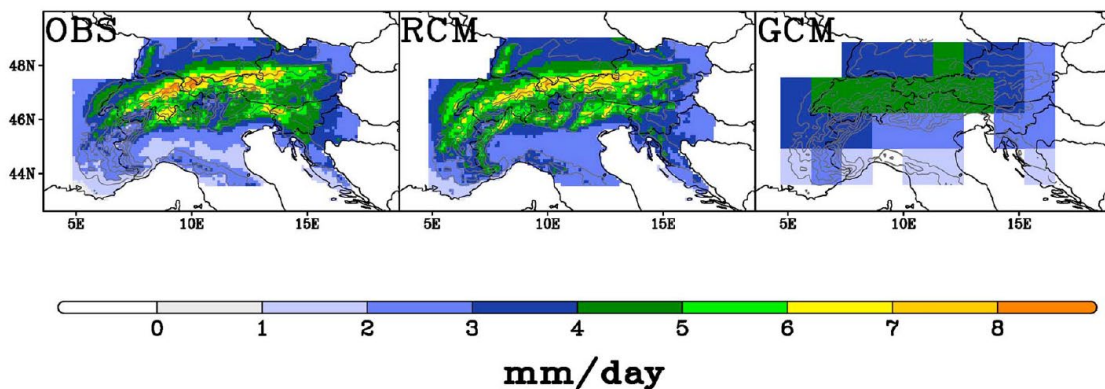 OBS RCM GCM
48N
46N
44N
5E 10E 15E 5E 10E 15E 5E 10E 15E
0 1 2 3 4 5 6 7 8
mm/day